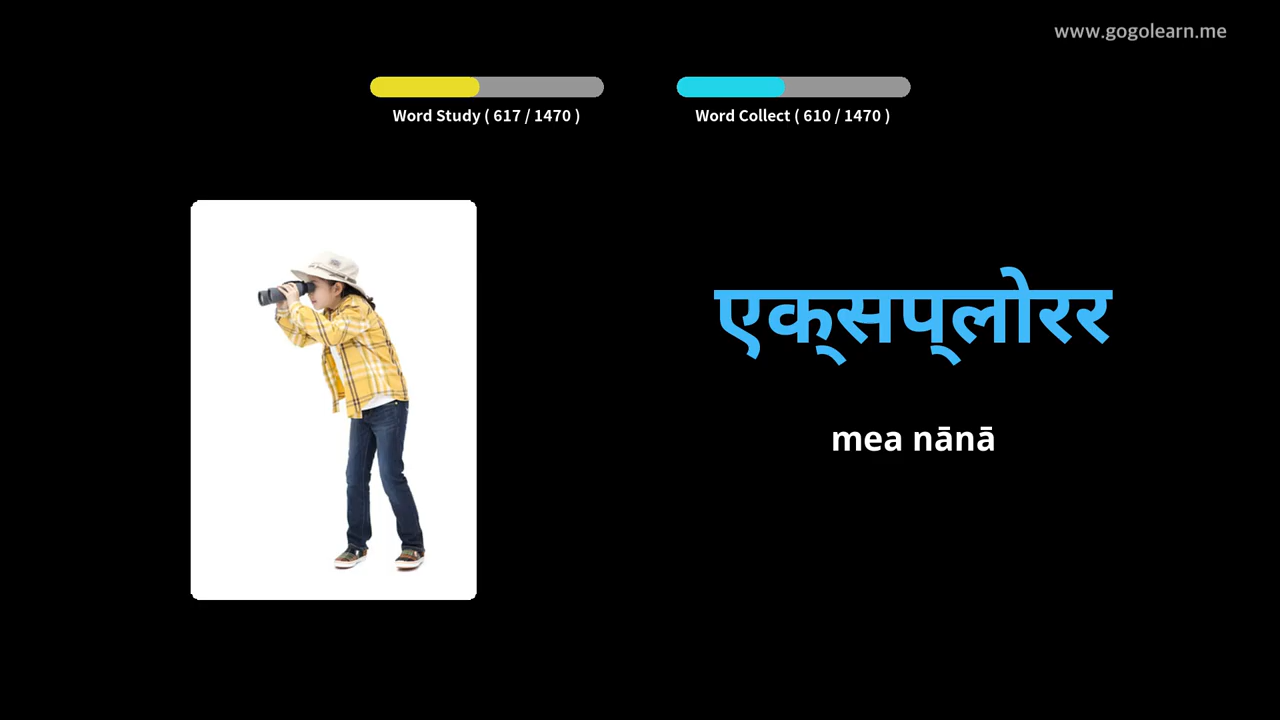 www.gogolearn.me
Word Study ( 617 / 1470 )
Word Collect ( 610 / 1470 )
एक्सप्लोरर
mea nānā